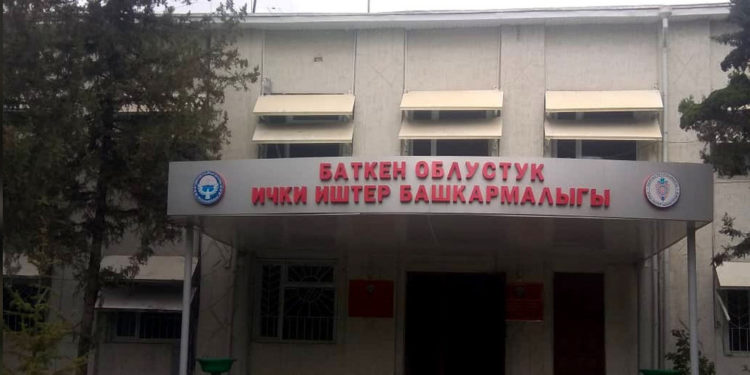 БАТКЕН ОБЛУСТУК
ИЧКИ ИШТЕР БАШКАРМАЛЫГЫ